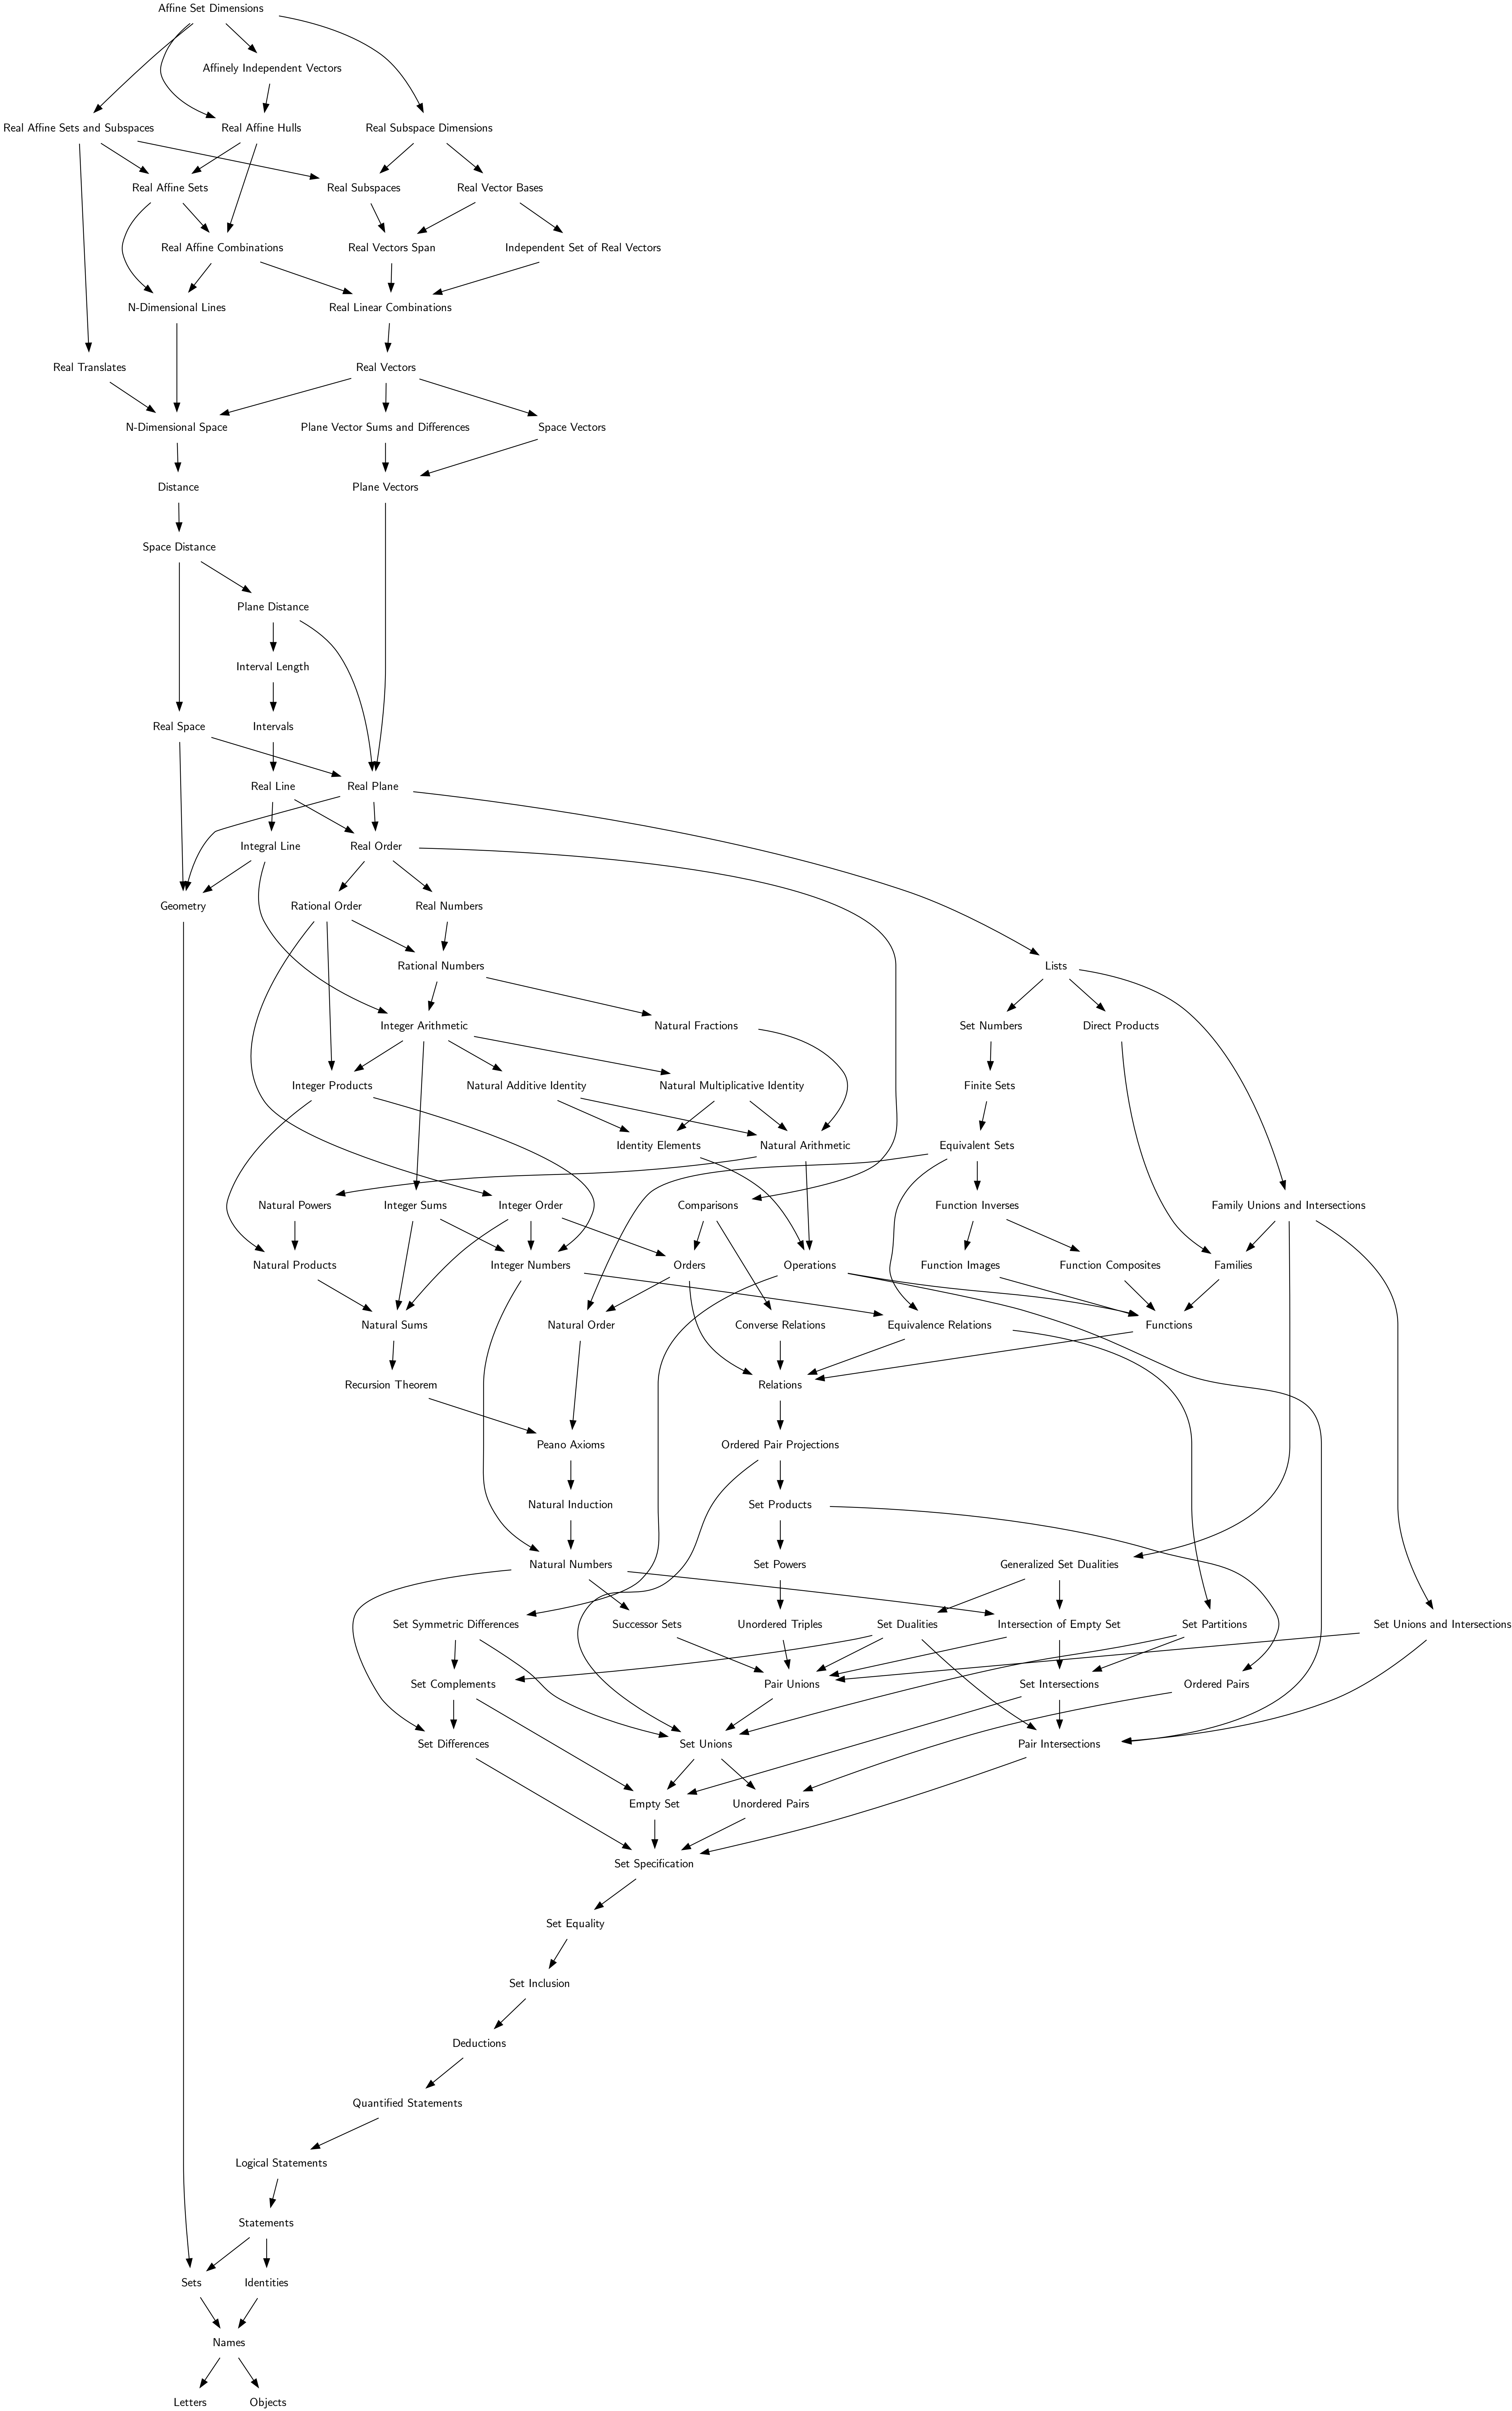 Affine Set Dimensions
Affinely Independent Vectors
Real Affine Sets and Subspaces
Real Affine Hulls
Real Subspace Dimensions
Real Affine Sets
Real Subspaces
Real Vector Bases
Real Affine Combinations
Real Vectors Span
Independent Set of Real Vectors
N-Dimensional Lines
Real Linear Combinations
Real Translates
Real Vectors
N-Dimensional Space
Plane Vector Sums and Differences
Space Vectors
Distance
Plane Vectors
Space Distance
Plane Distance
Interval Length
Real Space
Intervals
Real Line
Real Plane
Integral Line
Real Order
Geometry
Rational Order
Real Numbers
Rational Numbers
Lists
Integer Arithmetic
Natural Fractions
Set Numbers
Direct Products
Integer Products
Natural Additive Identity
Natural Multiplicative Identity
Finite Sets
Identity Elements
Natural Arithmetic
Equivalent Sets
Natural Powers
Integer Sums
Integer Order
Comparisons
Function Inverses
Family Unions and Intersections
Natural Products
Integer Numbers
Orders
Operations
Function Images
Function Composites
Families
Natural Sums
Natural Order
Converse Relations
Equivalence Relations
Functions
Recursion Theorem
Relations
Peano Axioms
Ordered Pair Projections
Natural Induction
Set Products
Natural Numbers
Set Powers
Generalized Set Dualities
Set Symmetric Differences
Successor Sets
Unordered Triples
Set Dualities
Intersection of Empty Set
Set Partitions
Set Unions and Intersections
Set Complements
Pair Unions
Set Intersections
Ordered Pairs
Set Differences
Set Unions
Pair Intersections
Empty Set
Unordered Pairs
Set Specification
Set Equality
Set Inclusion
Deductions
Quantified Statements
Logical Statements
Statements
Sets
Identities
Names
Letters
Objects